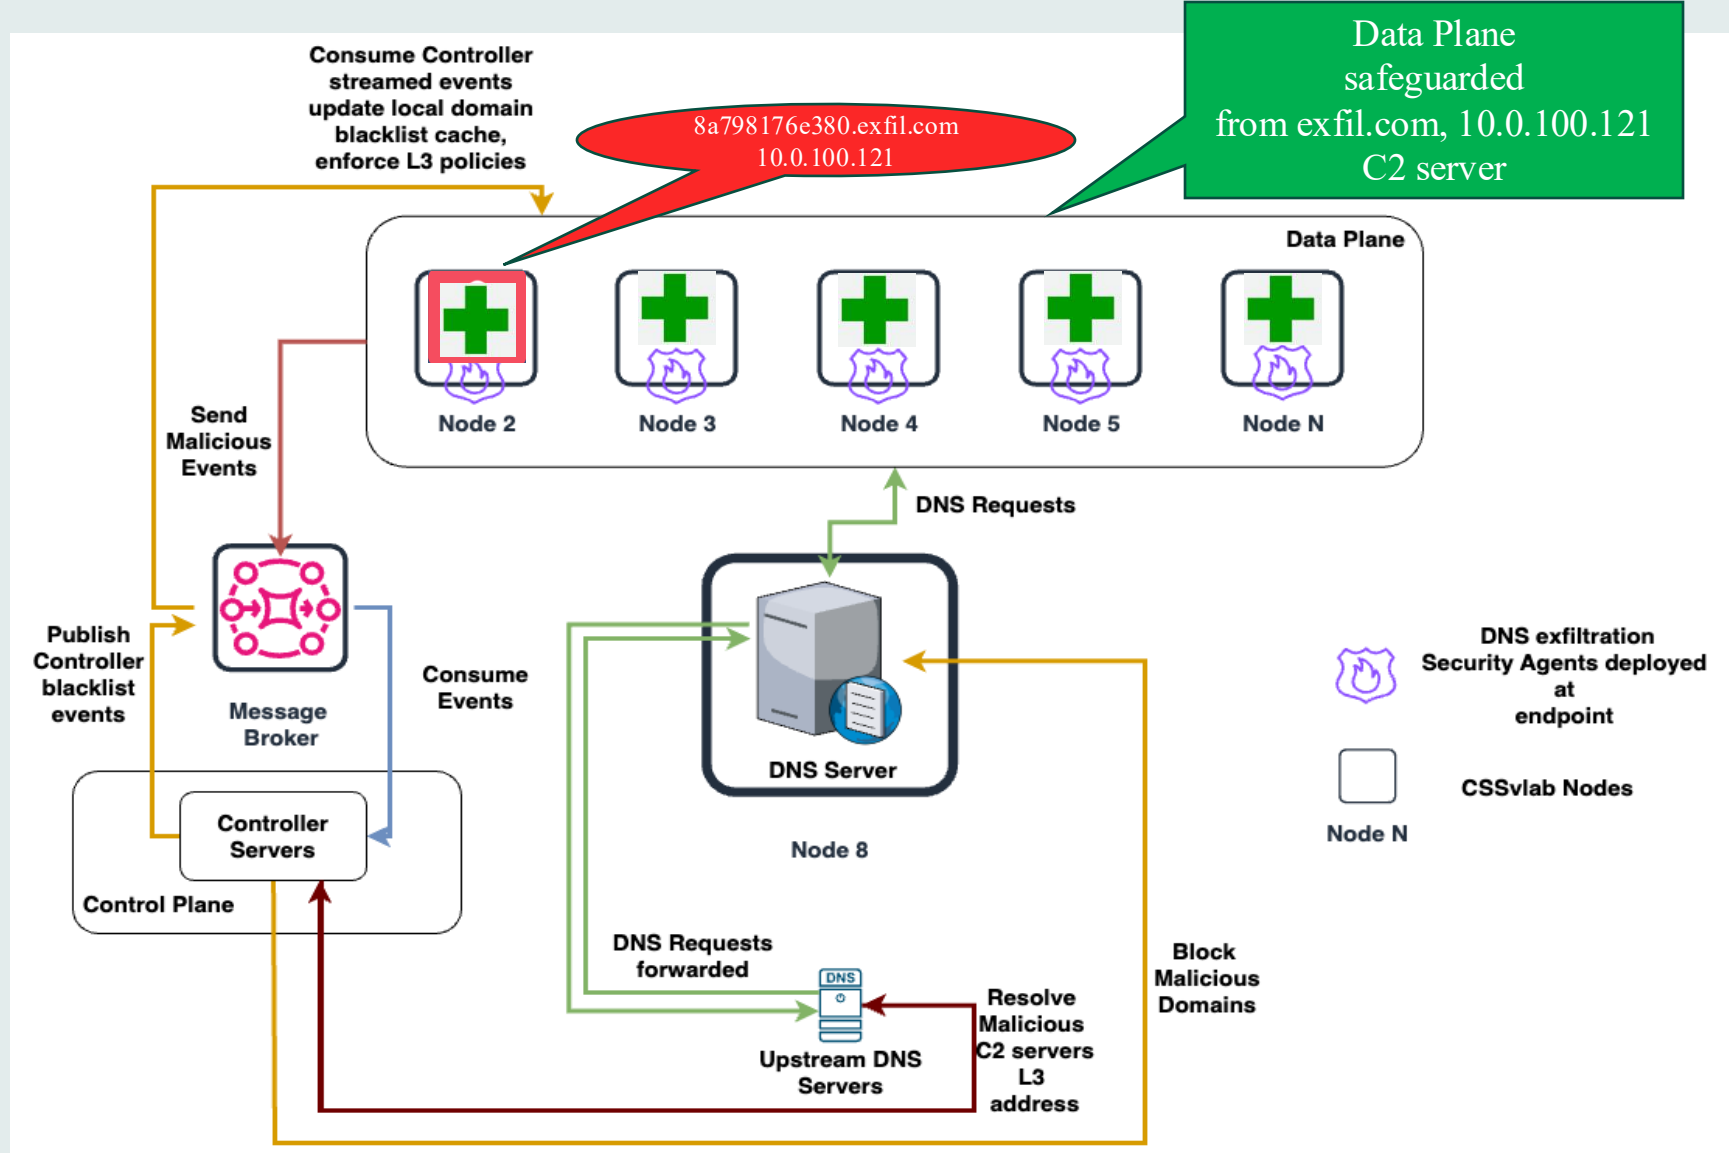 Consume Controller
streamed events
update local domain
blacklist cache,
enforce L3 policies
8a798176e380.exfil.com
10.0.100.121
Data Plane
safeguarded
from exfil.com, 10.0.100.121
C2 server
Data Plane
Node 2
Node 3
Node 4
Node 5
Node N
Send
Malicious
Events
DNS Requests
Publish
Controller
blacklist
events
Message
Broker
Consume
Events
DNS Server
Node 8
DNS exfiltration
Security Agents deployed
at
endpoint
CSSvlab Nodes
Node N
Controller
Servers
Control Plane
DNS Requests
forwarded
DNS
Upstream DNS
Servers
Resolve
Malicious
C2 servers
L3
address
Block
Malicious
Domains